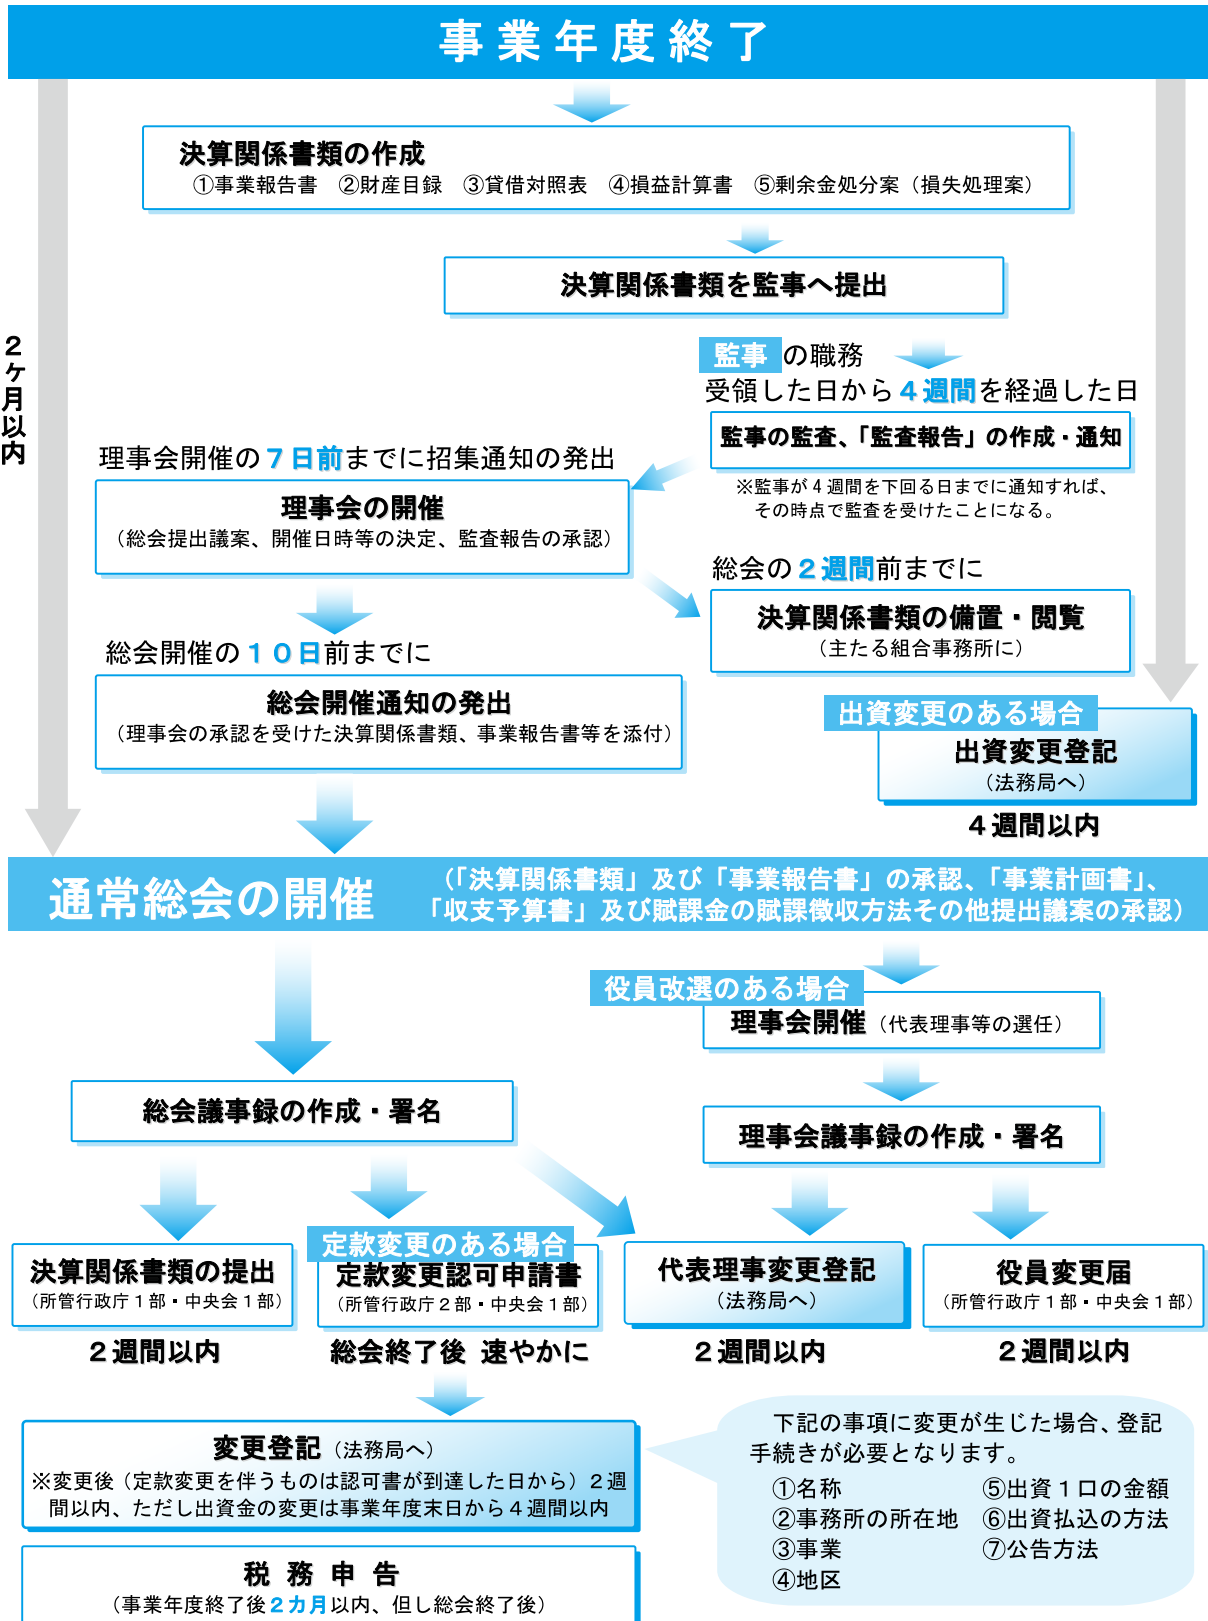 事業年度終了
2ヶ月以内
決算関係書類の作成
①事業報告書　②財産目録　③貸借対照表　④損益計算書　⑤剰余金処分案（損失処理案）
決算関係書類を監事へ提出
監事の職務
受領した日から４週間を経過した日
監事の監査、「監査報告」の作成・通知
※監事が４週間を下回る日までに通知すれば、
その時点で監査を受けたことになる。
理事会開催の７日前までに招集通知の発出
理事会の開催
（総会提出議案、開催日時等の決定、監査報告の承認）
総会の２週間前までに
決算関係書類の備置・閲覧
（主たる組合事務所に）
総会開催の１０日前までに
総会開催通知の発出
（理事会の承認を受けた決算関係書類、事業報告書等を添付）
出資変更のある場合
出資変更登記
（法務局へ）
４週間以内
通常総会の開催
（「決算関係書類」及び「事業報告書」の承認、「事業計画書」、
「収支予算書」及び賦課金の賦課徴収方法その他提出議案の承認）
役員改選のある場合
理事会開催（代表理事等の選任）
総会議事録の作成・署名
理事会議事録の作成・署名
決算関係書類の提出
（所管行政庁１部・中央会１部）
２週間以内
定款変更のある場合
定款変更認可申請書
（所管行政庁２部・中央会１部）
総会終了後 速やかに
代表理事変更登記
（法務局へ）
２週間以内
役員変更届
（所管行政庁１部・中央会１部）
２週間以内
変更登記（法務局へ）
※変更後（定款変更を伴うものは認可書が到達した日から）２週
間以内、ただし出資金の変更は事業年度末日から４週間以内
下記の事項に変更が生じた場合、登記
手続きが必要となります。
①名称
②事務所の所在地
③事業
④地区
⑤出資１口の金額
⑥出資払込の方法
⑦公告方法
税務申告
（事業年度終了後２カ月以内、但し総会終了後）